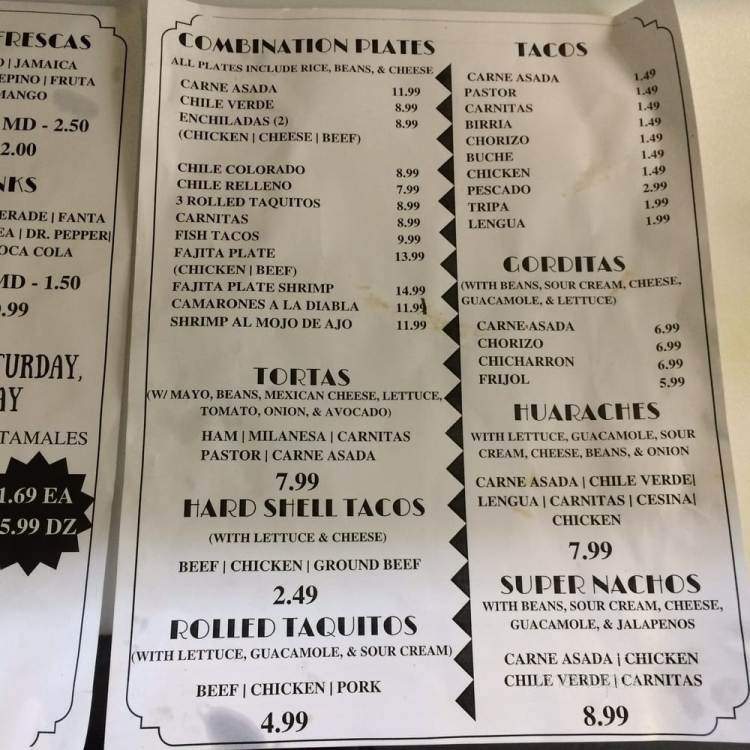 FRESCAS
O | JAMAICA
EPINO | FRUTA
MANGO
MD - 2.50
2.00
NKS
ERADE | FANTA
EA | DR. PEPPER|
OCA COLA
MD - 1.50
.99
TURDAY,
AY
TAMALES
1.69 EA
5.99 DZ
COMBINATION PLATES
ALL PLATES INCLUDE RICE, BEANS, & CHEESE
CARNE ASADA 11.99
CHILE VERDE 8.99
ENCHILADAS (2) 8.99
(CHICKEN | CHEESE | BEEF)
CHILE COLORADO 8.99
CHILE RELLENO 7.99
3 ROLLED TAQUITOS 8.99
CARNITAS 8.99
FISH TACOS 9.99
FAJITA PLATE 13.99
(CHICKEN | BEEF)
FAJITA PLATE SHRIMP 14.99
CAMARONES A LA DIABLA 11.99
SHRIMP AL MOJO DE AJO 11.99
TORTAS
(W/ MAYO, BEANS, MEXICAN CHEESE, LETTUCE,
TOMATO, ONION, & AVOCADO)
HAM | MILANESA | CARNITAS
PASTOR | CARNE ASADA
7.99
HARD SHELL TACOS
(WITH LETTUCE & CHEESE)
BEEF | CHICKEN | GROUND BEEF
2.49
ROLLED TAQUITOS
(WITH LETTUCE, GUACAMOLE, & SOUR CREAM)
BEEF | CHICKEN | PORK
4.99
TACOS
CARNE ASADA 1.49
PASTOR 1.49
CARNITAS 1.49
BIRRIA 1.49
CHORIZO 1.49
BUCHE 1.49
CHICKEN 1.49
PESCADO 2.99
TRIPA 1.99
LENGUA 1.99
GORDITAS
(WITH BEANS, SOUR CREAM, CHEESE,
GUACAMOLE, & LETTUCE)
CARNE ASADA 6.99
CHORIZO 6.99
CHICHARRON 6.99
FRIJOL 5.99
HUARACHES
WITH LETTUCE, GUACAMOLE, SOUR
CREAM, CHEESE, BEANS, & ONION
CARNE ASADA | CHILE VERDE|
LENGUA | CARNITAS | CESINA|
CHICKEN
7.99
SUPER NACHOS
WITH BEANS, SOUR CREAM, CHEESE,
GUACAMOLE, & JALAPENOS
CARNE ASADA | CHICKEN
CHILE VERDE | CARNITAS
8.99